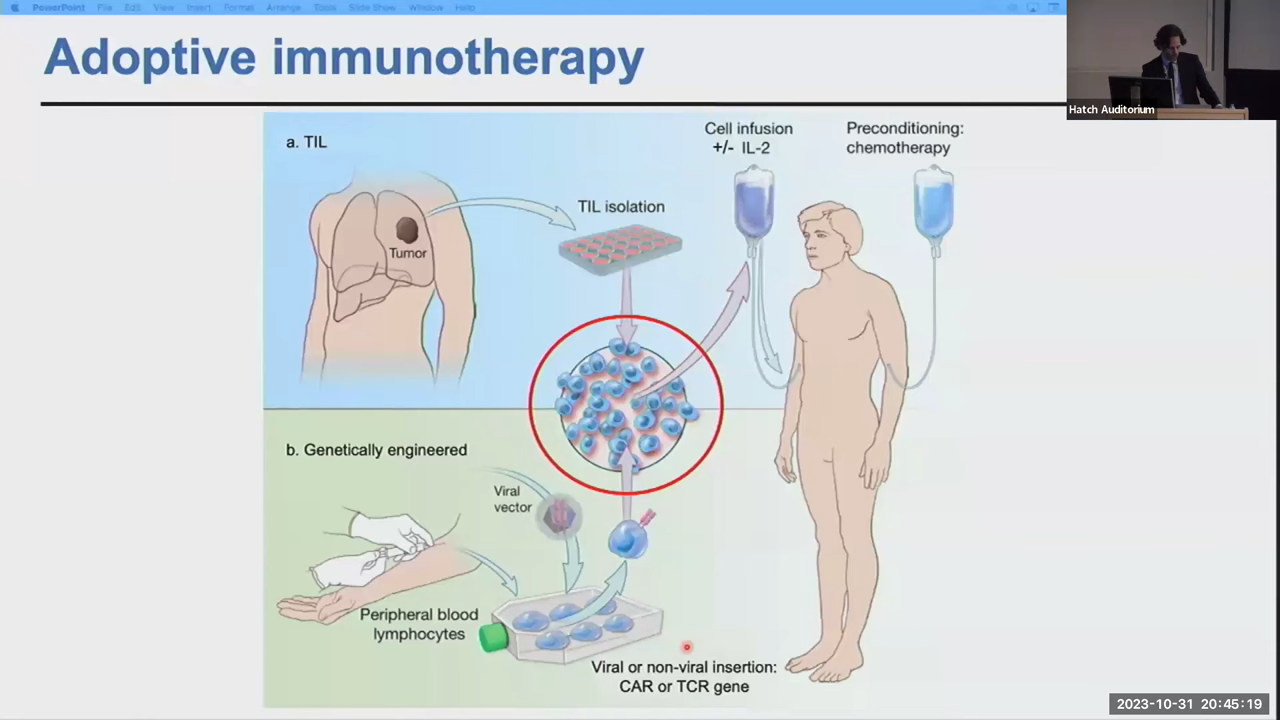 PowerPoint File Edit View Insert Format Arrange Tools Slide Show Window Help
Adoptive immunotherapy
Hatch Auditorium
a. TIL
Cell infusion
+/- IL-2
Preconditioning:
chemotherapy
TIL isolation
Tumor
b. Genetically engineered
Viral
vector
Peripheral blood
lymphocytes
Viral or non-viral insertion:
CAR or TCR gene
2023-10-31 20:45:19